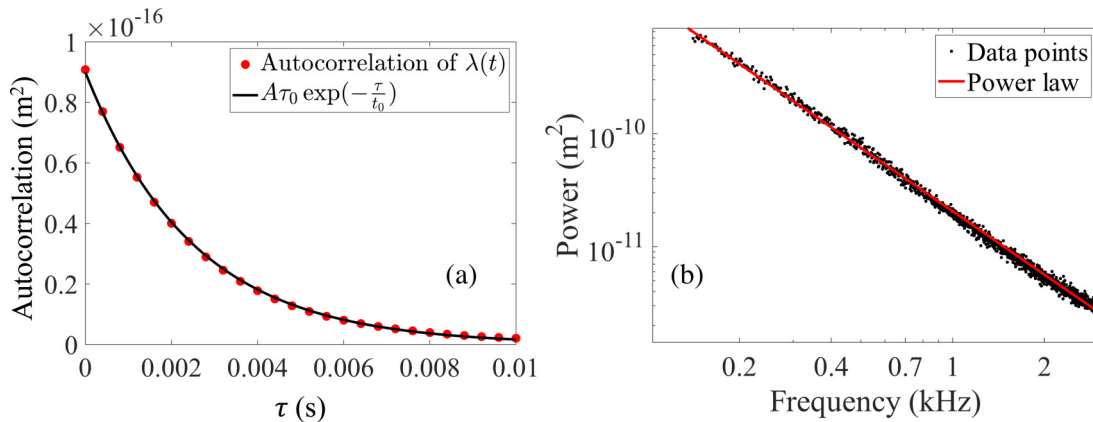 ×10⁻¹⁶
1
0.8
0.6
0.4
0.2
0
Autocorrelation (m²)
Autocorrelation of λ(t)
Aτ₀ exp(−τ/t₀)
(a)
0 0.002 0.004 0.006 0.008 0.01
τ (s)
Data points
Power law
Power (m²)
10⁻¹⁰
10⁻¹¹
(b)
0.2 0.4 0.7 1 2
Frequency (kHz)